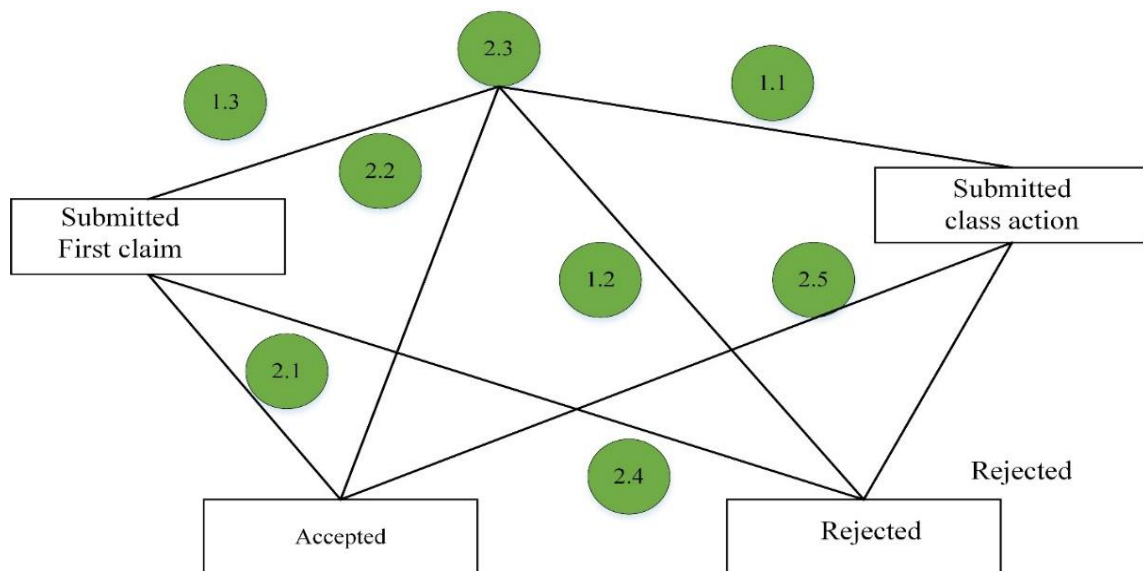 2.3
1.1
1.3
2.2
Submitted
First claim
Submitted
class action
1.2
2.5
2.1
2.4
Rejected
Accepted
Rejected